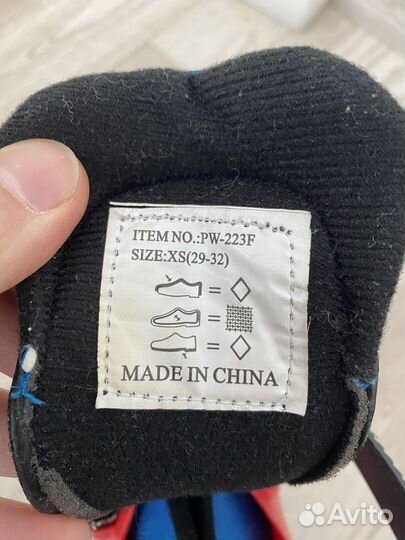 ITEM NO.:PW-223F
SIZE:XS(29-32)
=
=
=
MADE IN CHINA
Avito